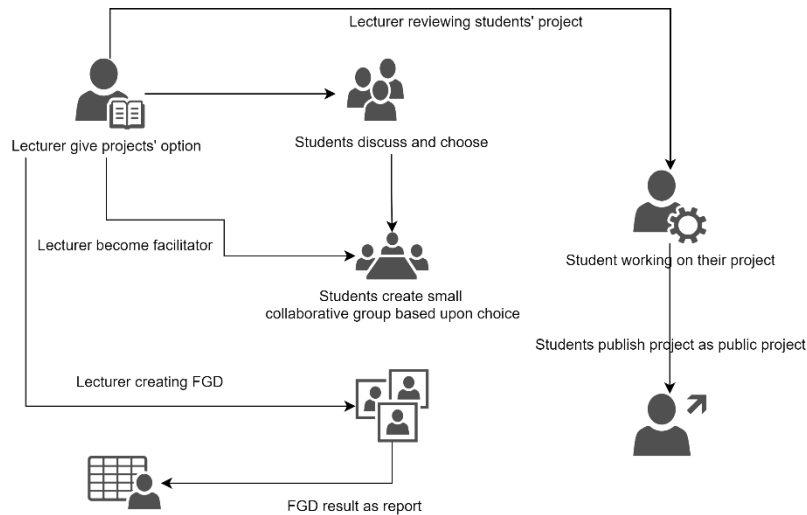 Lecturer reviewing students' project
Lecturer give projects' option
Students discuss and choose
Lecturer become facilitator
Student working on their project
Students create small
collaborative group based upon choice
Students publish project as public project
Lecturer creating FGD
FGD result as report